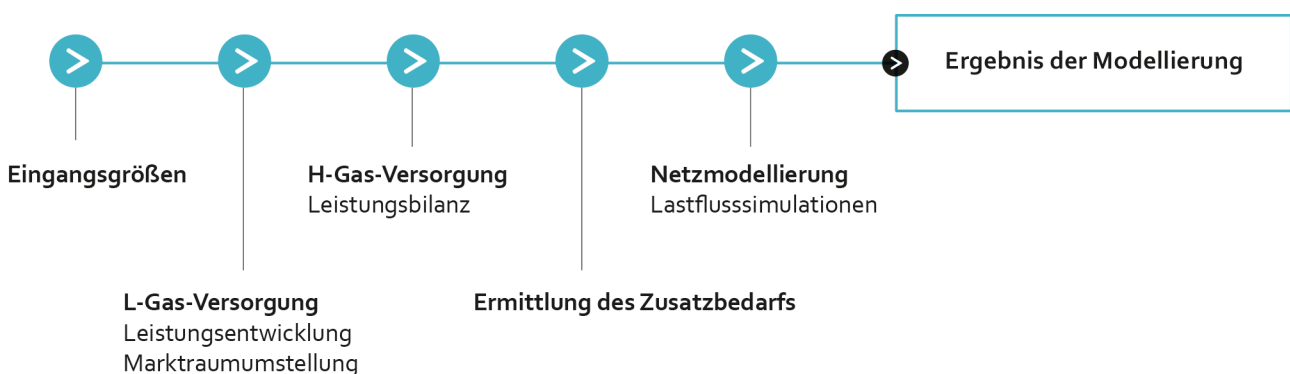 Ergebnis der Modellierung
Eingangsgrößen
H-Gas-Versorgung
Leistungsbilanz
Netzmodellierung
Lastflusssimulationen
L-Gas-Versorgung
Leistungsentwicklung
Marktraumumstellung
Ermittlung des Zusatzbedarfs